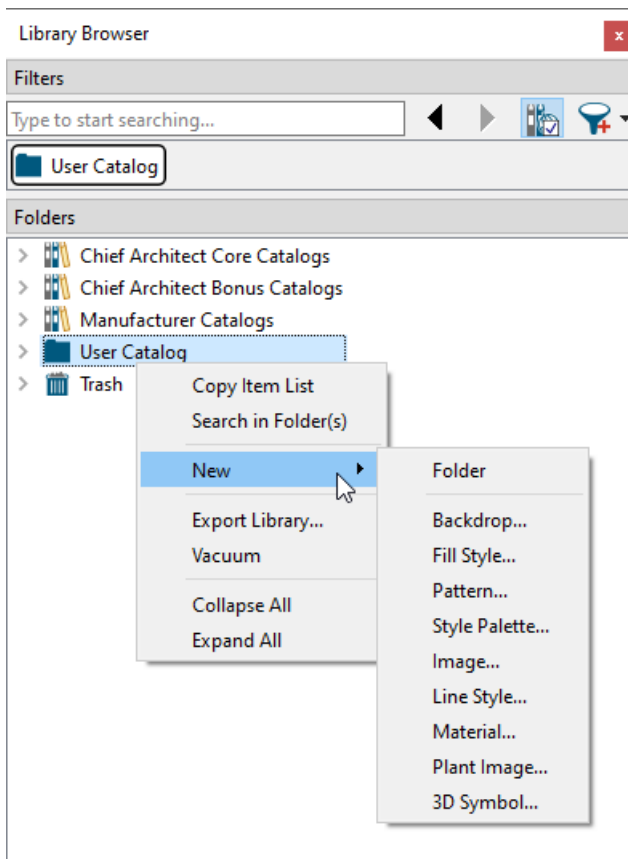 Library Browser
x
Filters
Type to start searching...
User Catalog
Folders
Chief Architect Core Catalogs
Chief Architect Bonus Catalogs
Manufacturer Catalogs
User Catalog
Trash
Copy Item List
Search in Folder(s)
New
Export Library...
Vacuum
Collapse All
Expand All
Folder
Backdrop...
Fill Style...
Pattern...
Style Palette...
Image...
Line Style...
Material...
Plant Image...
3D Symbol...